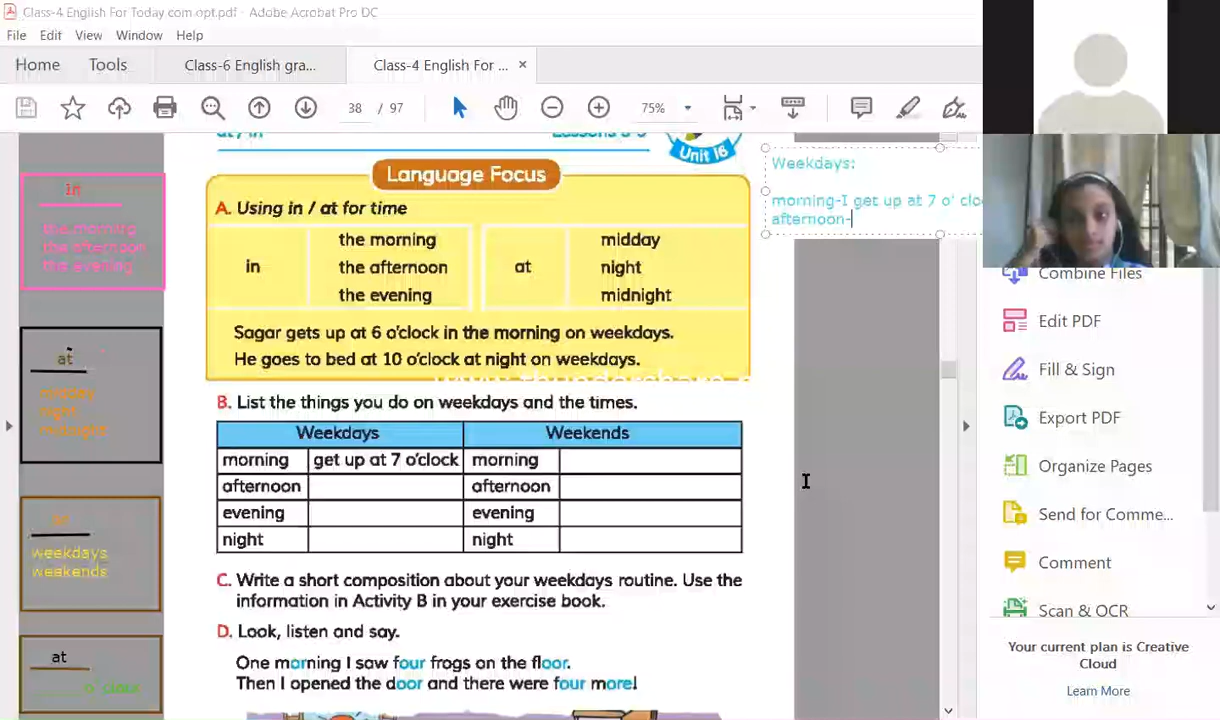 Class-4 English For Today com opt.pdf - Adobe Acrobat Pro DC
File Edit View Window Help
Home Tools Class-6 English gra... Class-4 English For ... ×
38 / 97 75%
at / in Lessons 3-5
Unit 16
Language Focus
A. Using in / at for time
in the morning
the afternoon
the evening
at midday
night
midnight
Sagar gets up at 6 o'clock in the morning on weekdays.
He goes to bed at 10 o'clock at night on weekdays.
B. List the things you do on weekdays and the times.
Weekdays Weekends
morning get up at 7 o'clock morning
afternoon afternoon
evening evening
night night
C. Write a short composition about your weekdays routine. Use the
information in Activity B in your exercise book.
D. Look, listen and say.
One morning I saw four frogs on the floor.
Then I opened the door and there were four more!
in
the morning
the afternoon
the evening
at
midday
night
midnight
weekdays
weekends
at
o' clock
Weekdays:
morning-I get up at 7 o' clo
afternoon-
Combine Files
Edit PDF
Fill & Sign
Export PDF
Organize Pages
Send for Comme...
Comment
Scan & OCR
Your current plan is Creative
Cloud
Learn More